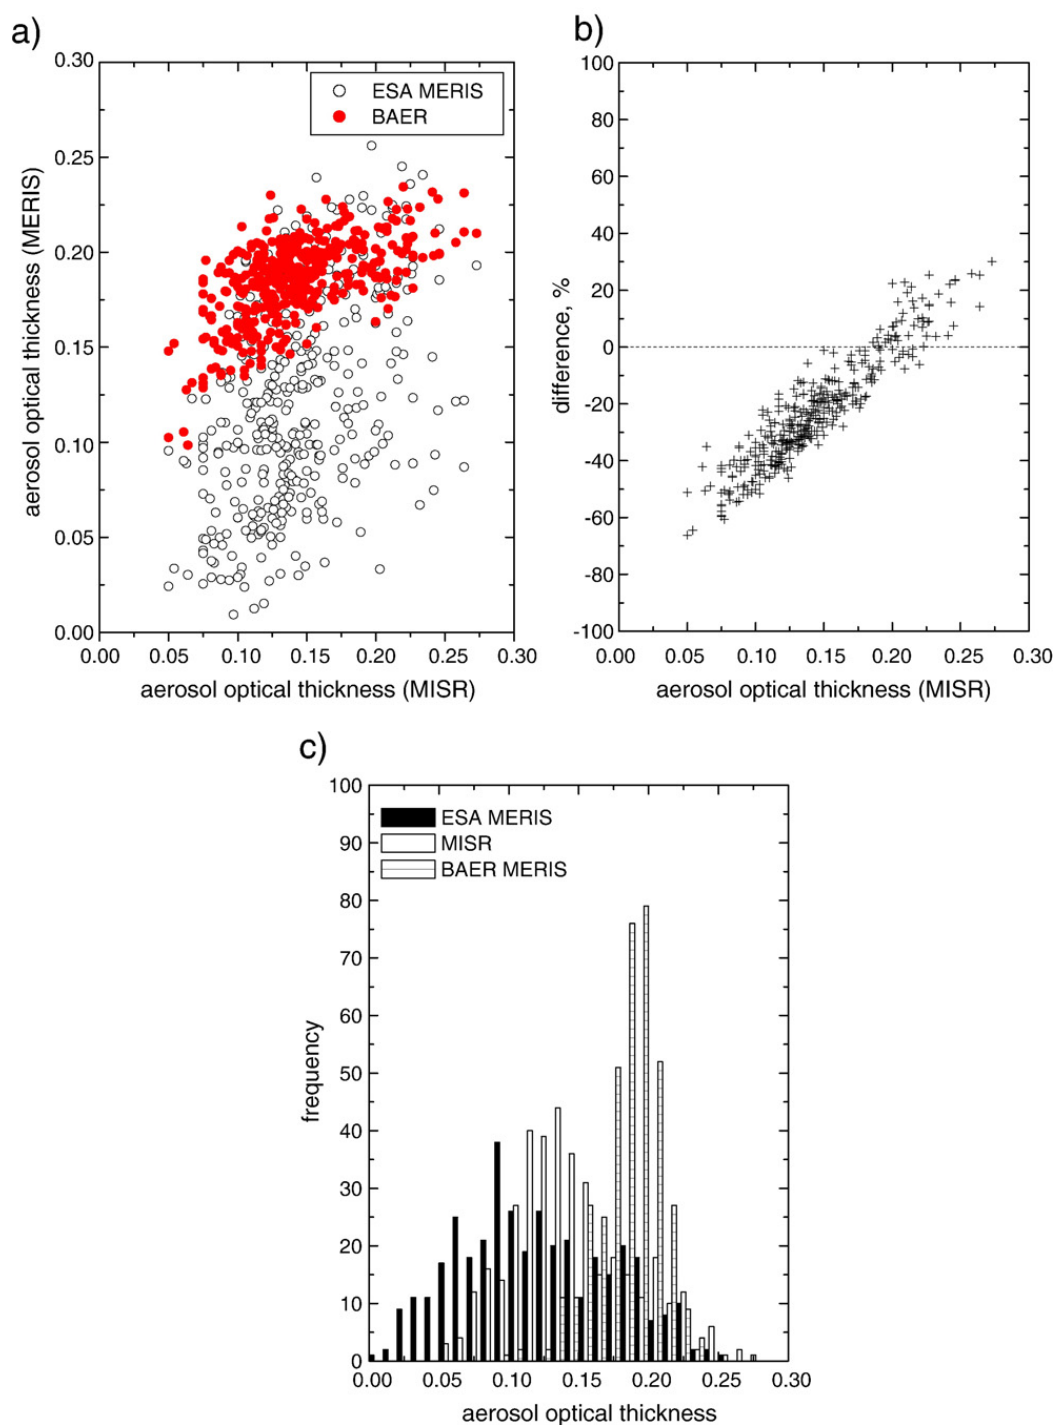 a)
0.30
0.25
0.20
0.15
0.10
0.05
0.00
aerosol optical thickness (MERIS)
ESA MERIS
BAER
0.00 0.05 0.10 0.15 0.20 0.25 0.30
aerosol optical thickness (MISR)
b)
100
80
60
40
20
0
-20
-40
-60
-80
-100
difference, %
0.00 0.05 0.10 0.15 0.20 0.25 0.30
aerosol optical thickness (MISR)
c)
100
90
80
70
60
50
40
30
20
10
0
frequency
ESA MERIS
MISR
BAER MERIS
0.00 0.05 0.10 0.15 0.20 0.25 0.30
aerosol optical thickness